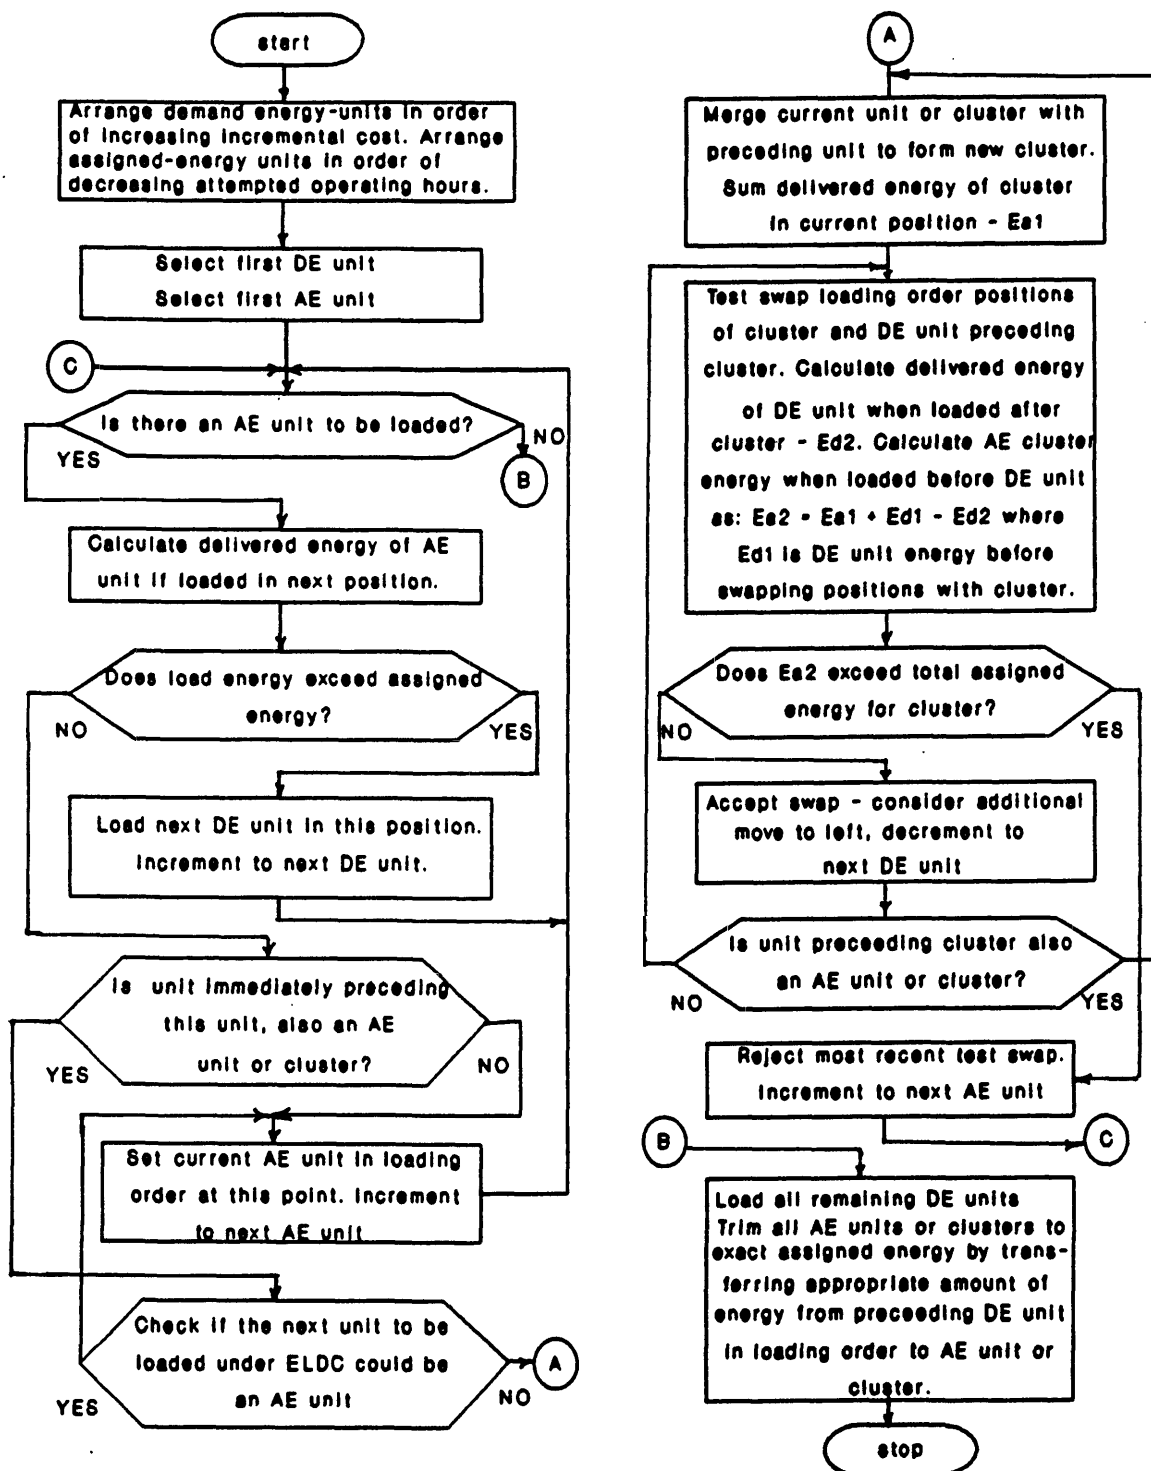 start
Arrange demand energy-units in order
of increasing incremental cost. Arrange
assigned-energy units in order of
decreasing attempted operating hours.
Select first DE unit
Select first AE unit
C
Is there an AE unit to be loaded?
YES
NO
B
Calculate delivered energy of AE
unit if loaded in next position.
Does load energy exceed assigned
energy?
NO
YES
Load next DE unit in this position.
Increment to next DE unit.
Is unit immediately preceding
this unit, also an AE
unit or cluster?
YES
NO
Set current AE unit in loading
order at this point. Increment
to next AE unit
Check if the next unit to be
loaded under ELDC could be
an AE unit
YES
NO
A
A
Merge current unit or cluster with
preceding unit to form new cluster.
Sum delivered energy of cluster
in current position - Ea1
Test swap loading order positions
of cluster and DE unit preceding
cluster. Calculate delivered energy
of DE unit when loaded after
cluster - Ed2. Calculate AE cluster
energy when loaded before DE unit
as: Ea2 = Ea1 + Ed1 - Ed2 where
Ed1 is DE unit energy before
swapping positions with cluster.
Does Ea2 exceed total assigned
energy for cluster?
NO
YES
Accept swap - consider additional
move to left, decrement to
next DE unit
Is unit preceeding cluster also
an AE unit or cluster?
NO
YES
Reject most recent test swap.
Increment to next AE unit
B
C
Load all remaining DE units
Trim all AE units or clusters to
exact assigned energy by trans-
ferring appropriate amount of
energy from preceeding DE unit
in loading order to AE unit or
cluster.
stop